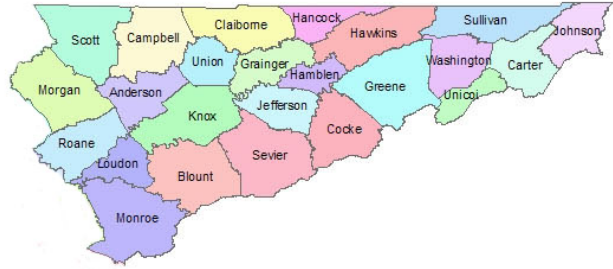 Hancock
Claiborne
Sullivan
Johnson
Scott
Campbell
Hawkins
Union
Grainger
Washington
Carter
Hamblen
Morgan
Anderson
Greene
Unicoi
Jefferson
Knox
Cocke
Roane
Loudon
Sevier
Blount
Monroe